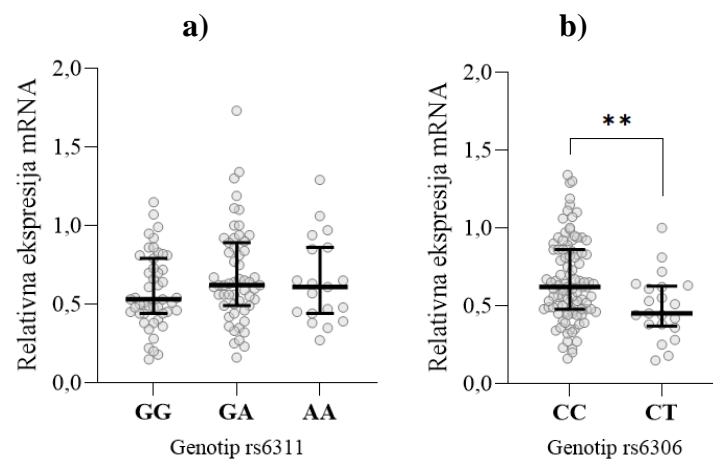 a)
Relativna ekspresija mRNA
2,0
1,5
1,0
0,5
0,0
GG GA AA
Genotip rs6311
b)
Relativna ekspresija mRNA
2,0
1,5
1,0
0,5
0,0
**
CC CT
Genotip rs6306